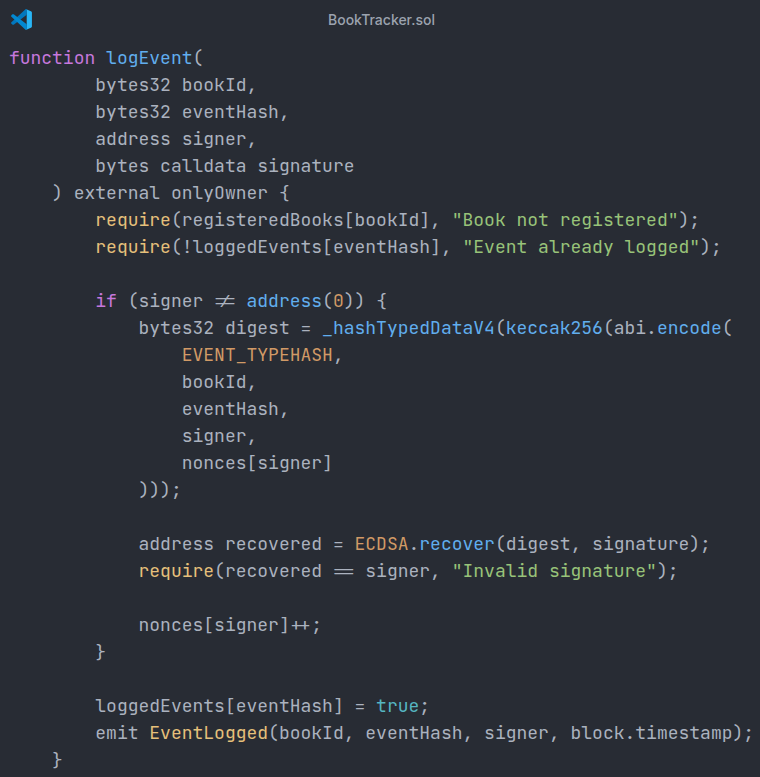 BookTracker.sol
function logEvent(
        bytes32 bookId,
        bytes32 eventHash,
        address signer,
        bytes calldata signature
    ) external onlyOwner {
        require(registeredBooks[bookId], "Book not registered");
        require(!loggedEvents[eventHash], "Event already logged");

        if (signer != address(0)) {
            bytes32 digest = _hashTypedDataV4(keccak256(abi.encode(
                EVENT_TYPEHASH,
                bookId,
                eventHash,
                signer,
                nonces[signer]
            )));

            address recovered = ECDSA.recover(digest, signature);
            require(recovered == signer, "Invalid signature");

            nonces[signer]++;
        }

        loggedEvents[eventHash] = true;
        emit EventLogged(bookId, eventHash, signer, block.timestamp);
    }